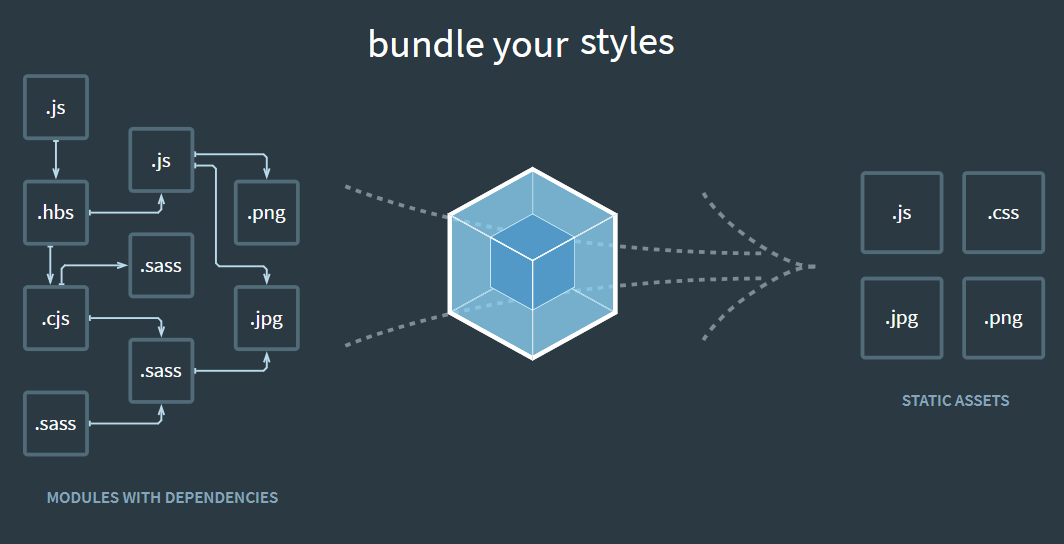 bundle your styles
.js
.js
.hbs
.png
.sass
.cjs
.jpg
.sass
.sass
MODULES WITH DEPENDENCIES
.js
.css
.jpg
.png
STATIC ASSETS